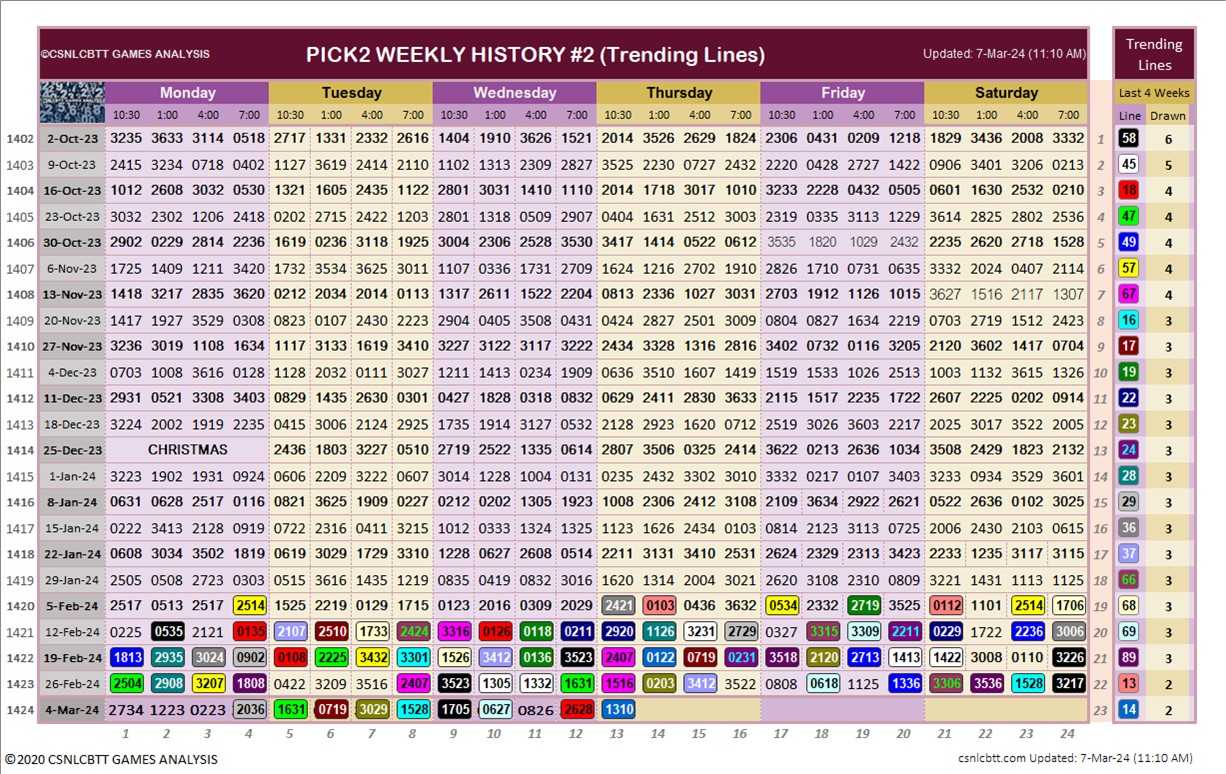 ©CSNLCBTT GAMES ANALYSIS PICK2 WEEKLY HISTORY #2 (Trending Lines) Updated: 7-Mar-24 (11:10 AM) Trending Lines
Monday Tuesday Wednesday Thursday Friday Saturday Last 4 Weeks
10:30 1:00 4:00 7:00 10:30 1:00 4:00 7:00 10:30 1:00 4:00 7:00 10:30 1:00 4:00 7:00 10:30 1:00 4:00 7:00 10:30 1:00 4:00 7:00 Line Drawn
1402 2-Oct-23 3235 3633 3114 0518 2717 1331 2332 2616 1404 1910 3626 1521 2014 3526 2629 1824 2306 0431 0209 1218 1829 3436 2008 3332 1 58 6
1403 9-Oct-23 2415 3234 0718 0402 1127 3619 2414 2110 1102 1313 2309 2827 3525 2230 0727 2432 2220 0428 2727 1422 0906 3401 3206 0213 2 45 5
1404 16-Oct-23 1012 2608 3032 0530 1321 1605 2435 1122 2801 3031 1410 1110 2014 1718 3017 1010 3233 2228 0432 0505 0601 1630 2532 0210 3 18 4
1405 23-Oct-23 3032 2302 1206 2418 0202 2715 2422 1203 2801 1318 0509 2907 0404 1631 2512 3003 2319 0335 3113 1229 3614 2825 2802 2536 4 47 4
1406 30-Oct-23 2902 0229 2814 2236 1619 0236 3118 1925 3004 2306 2528 3530 3417 1414 0522 0612 3535 1820 1029 2432 2235 2620 2718 1528 5 49 4
1407 6-Nov-23 1725 1409 1211 3420 1732 3534 3625 3011 1107 0336 1731 2709 1624 1216 2702 1910 2826 1710 0731 0635 3332 2024 0407 2114 6 57 4
1408 13-Nov-23 1418 3217 2835 3620 0212 2034 2014 0113 1317 2611 1522 2204 0813 2336 1027 3031 2703 1912 1126 1015 3627 1516 2117 1307 7 67 4
1409 20-Nov-23 1417 1927 3529 0308 0823 0107 2430 2223 2904 0405 3508 0431 0424 2827 2501 3009 0804 0827 1634 2219 0703 2719 1512 2423 8 16 3
1410 27-Nov-23 3236 3019 1108 1634 1117 3133 1619 3410 3227 3122 3117 3222 2434 3328 1316 2816 3402 0732 0116 3205 2120 3602 1417 0704 9 17 3
1411 4-Dec-23 0703 1008 3616 0128 1128 2032 0111 3027 1211 1413 0234 1909 0636 3510 1607 1419 1519 1533 1026 2513 1003 1132 3615 1326 10 19 3
1412 11-Dec-23 2931 0521 3308 3403 0829 1435 2630 0301 0427 1828 0318 0832 0629 2411 2830 3633 2115 1517 2235 1722 2607 2225 0202 0914 11 22 3
1413 18-Dec-23 3224 2002 1919 2235 0415 3006 2124 2925 1735 1914 3127 0532 2128 2923 1620 0712 2519 3026 3603 2217 2025 3017 3522 2005 12 23 3
1414 25-Dec-23 CHRISTMAS 2436 1803 3227 0519 2719 2522 1335 0614 2807 3506 0325 2414 3622 0213 2636 1034 3508 2429 1823 2132 13 24 3
1415 1-Jan-24 3223 1902 1931 0924 0606 2209 3222 0607 3014 1228 1004 0131 0235 2432 3802 3010 3332 0217 0107 3403 3233 0934 3529 3601 14 28 3
1416 8-Jan-24 0631 0628 2517 0116 0821 3625 1909 0227 0212 0202 1305 1923 1008 2306 2412 3108 2109 3634 2922 2621 0522 2636 0102 3025 15 29 3
1417 15-Jan-24 0222 3413 2128 0919 0722 2316 0411 3215 1012 0333 1324 1325 1123 1626 2434 0103 0814 2123 3113 0725 2006 2430 2103 0615 16 36 3
1418 22-Jan-24 0608 3034 3502 1819 0619 3029 1729 3310 1228 0627 2608 0514 2211 3131 3410 2531 2624 2329 2313 3423 2233 1235 3117 3115 17 37 3
1419 29-Jan-24 2505 0508 2723 0303 0515 3616 1435 1219 0835 0419 0832 3016 1620 1314 2004 3021 2620 3108 2310 0809 3221 1431 1113 1125 18 66 3
1420 5-Feb-24 2517 0513 2517 2514 1525 2219 0129 1715 0123 2016 0309 2029 2421 0103 0436 3632 0534 2332 2719 3525 0112 1101 2514 1706 19 68 3
1421 12-Feb-24 0225 0535 2121 0135 2107 2510 1733 2424 3316 0126 0118 0211 2920 1126 3231 2729 0327 3315 3309 2211 0229 1722 2236 3006 20 69 3
1422 19-Feb-24 1813 2935 3024 0902 0108 2225 3432 3301 1526 3412 0136 3523 2407 0122 0719 0231 3518 2120 2713 1413 1422 3008 0110 3226 21 89 3
1423 26-Feb-24 2504 2908 3207 1808 0422 3209 3516 2407 3523 1305 1332 1631 1516 0203 3412 3522 0808 0618 1125 1336 3306 3536 1528 3217 22 13 2
1424 4-Mar-24 2734 1223 0223 2036 1631 0719 3029 1528 1705 0627 0826 2628 1310 23 14 2
1 2 3 4 5 6 7 8 9 10 11 12 13 14 15 16 17 18 19 20 21 22 23 24
©2020 CSNLCBTT GAMES ANALYSIS csnlcbtt.com Updated: 7-Mar-24 (11:10 AM)